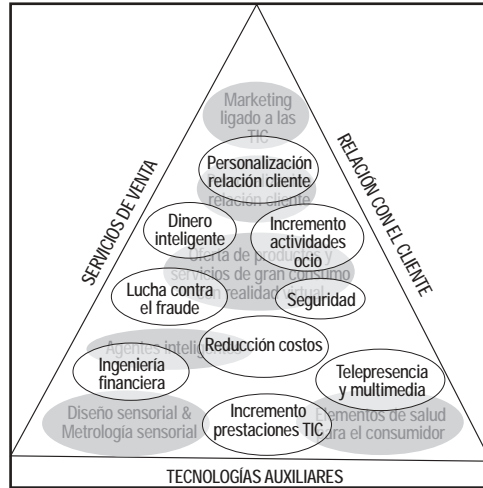 Marketing
ligado a las
TIC
Personalización
relación cliente
relación cliente
Dinero
inteligente
Incremento
actividades
ocio
Oferta de productos y
servicios de gran consumo
con realidad virtual
Lucha contra
el fraude
Seguridad
Agentes inteligentes
Reducción costos
Ingeniería
financiera
Telepresencia
y multimedia
Diseño sensorial &
Metrología sensorial
Incremento
prestaciones TIC
Elementos de salud
para el consumidor
SERVICIOS DE VENTA
RELACIÓN CON EL CLIENTE
TECNOLOGÍAS AUXILIARES